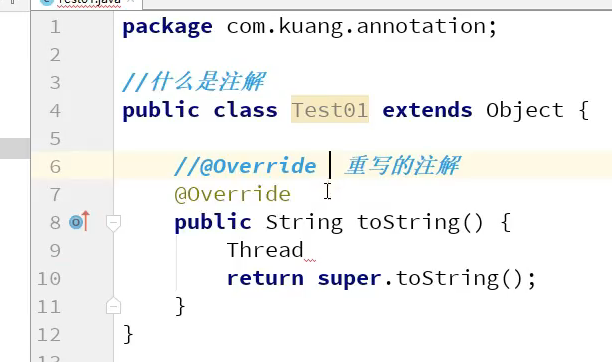 Test01.java
1 package com.kuang.annotation;
2
3 //什么是注解
4 public class Test01 extends Object {
5
6 //@Override 重写的注解
7 @Override
8 public String toString() {
9 Thread
10 return super.toString();
11 }
12 }